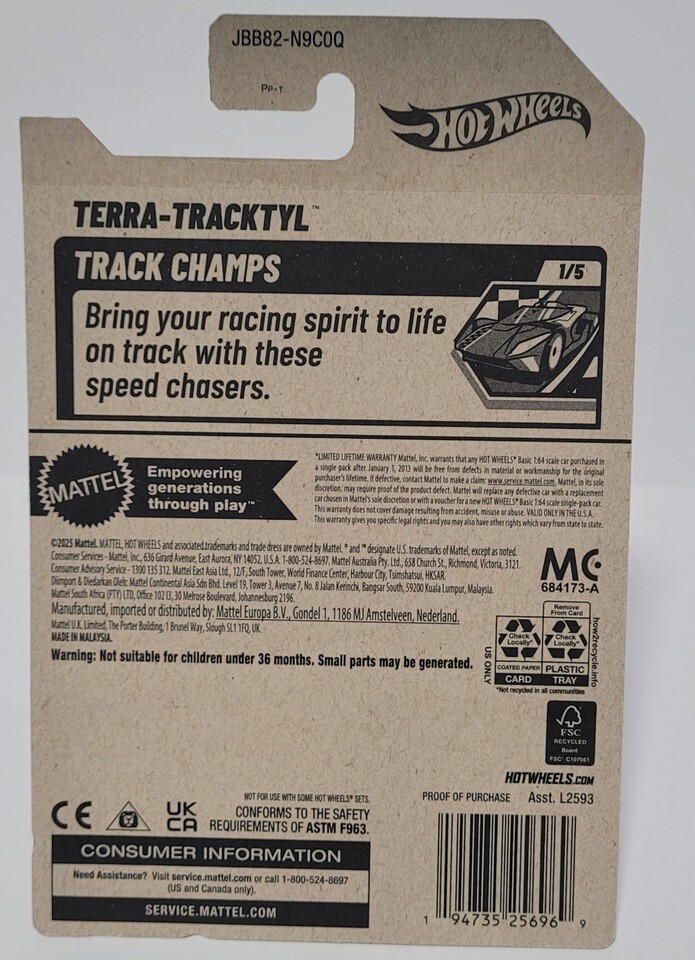 JBB82-N9C0Q
Pp-T
HOT WHEELS
TERRA-TRACKTYL™
TRACK CHAMPS
1/5
Bring your racing spirit to life
on track with these
speed chasers.
MATTEL
Empowering
generations
through play™
*LIMITED LIFETIME WARRANTY Mattel, Inc. warrants that any HOT WHEELS® Basic 1:64 scale car purchased in
a single pack after January 1, 2013 will be free from defects in material or workmanship for the original
purchaser's lifetime. If defective, contact Mattel to make a claim: www.service.mattel.com. Mattel, in its sole
discretion, may require proof of the product defect. Mattel will replace any defective car with a replacement
car chosen in Mattel's sole discretion or with a voucher for a new HOT WHEELS® Basic 1:64 scale single-pack car.
This warranty does not cover damage resulting from accident, misuse or abuse. VALID ONLY IN THE U.S.A.
This warranty gives you specific legal rights and you may also have other rights which vary from state to state.
©2025 Mattel. MATTEL, HOT WHEELS and associated trademarks and trade dress are owned by Mattel. ® and ™ designate U.S. trademarks of Mattel, except as noted.
Consumer Services - Mattel, Inc., 636 Girard Avenue, East Aurora, NY 14052, U.S.A. 1-800-524-8697. Mattel Australia Pty. Ltd., 658 Church St., Richmond, Victoria, 3121.
Consumer Advisory Service - 1300 135 312. Mattel East Asia Ltd., 12/F, South Tower, World Finance Center, Harbour City, Tsimshatsui, HKSAR.
Diimport & Diedarkan Oleh: Mattel Continental Asia Sdn Bhd. Level 19, Tower 3, Avenue 7, No. 8 Jalan Kerinchi, Bangsar South, 59200 Kuala Lumpur, Malaysia.
Mattel South Africa (PTY) LTD, Office 102 I3, 30 Melrose Boulevard, Johannesburg 2196.
Manufactured, imported or distributed by: Mattel Europa B.V., Gondel 1, 1186 MJ Amstelveen, Nederland.
Mattel U.K. Limited, The Porter Building, 1 Brunel Way, Slough SL1 1FQ, UK.
MADE IN MALAYSIA.
Warning: Not suitable for children under 36 months. Small parts may be generated.
MC
684173-A
US ONLY
Check
Locally*
COATED PAPER
CARD
Remove
From Card
Check
Locally*
PLASTIC
TRAY
*Not recycled in all communities
how2recycle.info
FSC
RECYCLED
Board
FSC® C107961
HOTWHEELS.COM
PROOF OF PURCHASE Asst. L2593
CE
UK
CA
NOT FOR USE WITH SOME HOT WHEELS® SETS.
CONFORMS TO THE SAFETY
REQUIREMENTS OF ASTM F963.
CONSUMER INFORMATION
Need Assistance? Visit service.mattel.com or call 1-800-524-8697
(US and Canada only).
SERVICE.MATTEL.COM
1 94735 25696 9